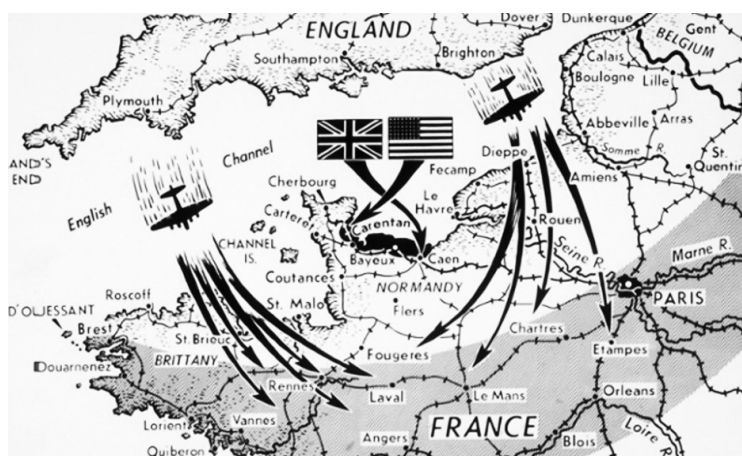 ENGLAND
Dover
Dunkerque
Gent
BELGIUM
Southampton
Brighton
Calais
Boulogne
Lille
Plymouth
AND'S
END
Abbeville
Arras
Somme R.
St.
Quentin
English Channel
Dieppe
Amiens
Fecamp
Cherbourg
Le
Havre
Rouen
Carteret
Carentan
CHANNEL
IS.
Bayeux
Caen
Seine R.
Marne R.
Coutances
NORMANDY
PARIS
D'OUESSANT
Roscoff
St. Malo
Flers
Chartres
Brest
St. Brieuc
Fougeres
Etampes
Douarnenez
BRITTANY
Rennes
Laval
Le Mans
Orleans
Lorient
Vannes
FRANCE
Quiberon
Angers
Blois
Loire R.